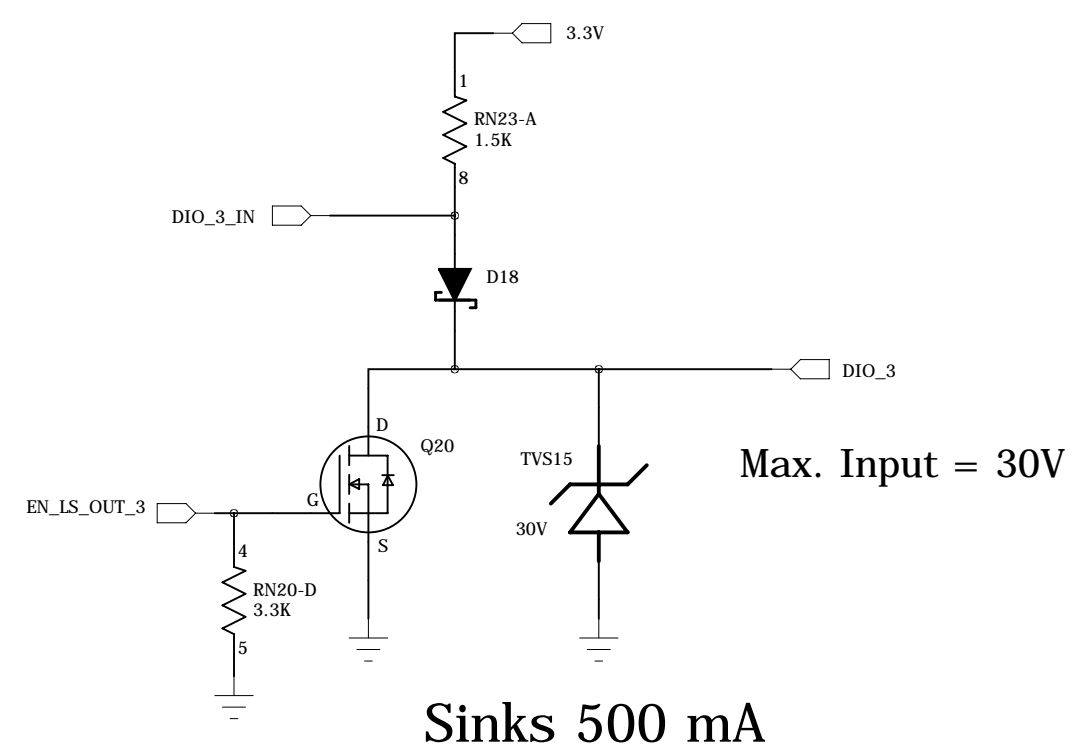 3.3V
1
RN23-A
1.5K
8
DIO_3_IN
D18
DIO_3
D
Q20
TVS15
Max. Input = 30V
G
EN_LS_OUT_3
30V
S
4
RN20-D
3.3K
5
Sinks 500 mA